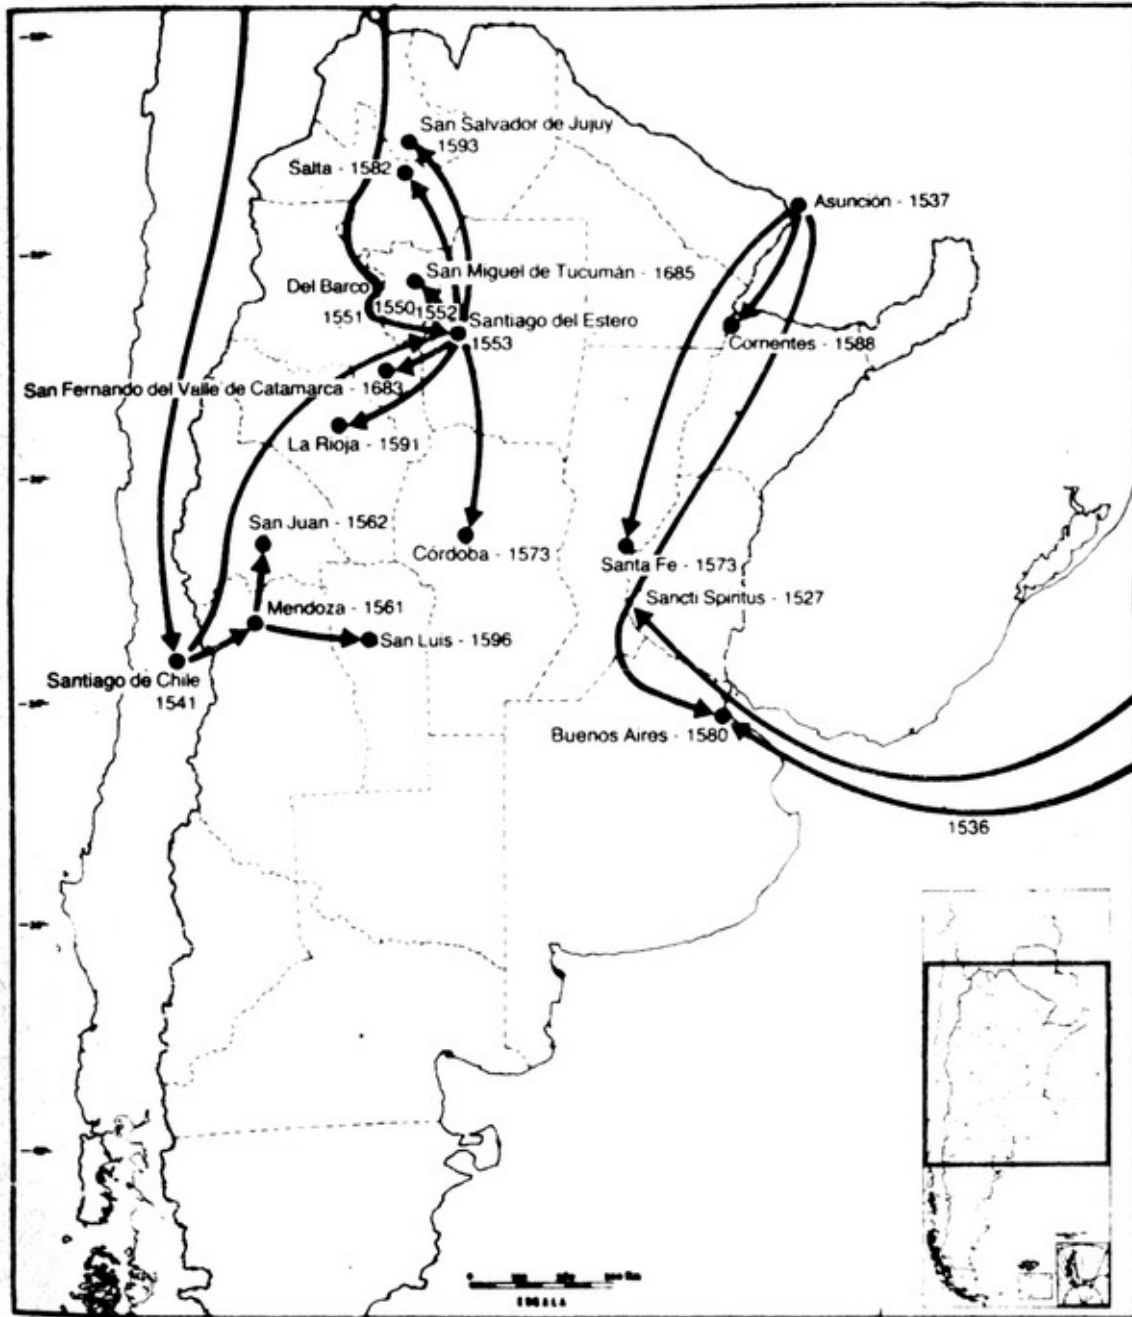 San Salvador de Jujuy
1593
Salta - 1582
Asunción - 1537
San Miguel de Tucumán - 1685
Del Barco
1550
1552
1551
Santiago del Estero
1553
Corrientes - 1588
San Fernando del Valle de Catamarca - 1683
La Rioja - 1591
San Juan - 1562
Córdoba - 1573
Santa Fe - 1573
Sancti Spiritus - 1527
Mendoza - 1561
San Luis - 1596
Santiago de Chile
1541
Buenos Aires - 1580
1536
ESCALA